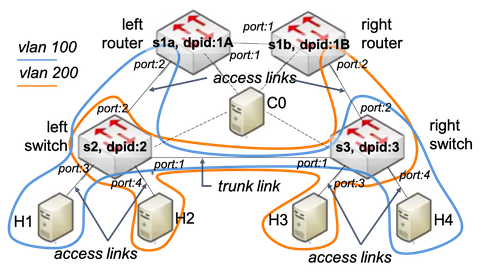 left
router
port:1
right
router
vlan 100
s1a, dpid:1A
port:1
s1b, dpid:1B
vlan 200
port:2
port:2
access links
port:2
C0
port:2
left
switch
right
switch
s2, dpid:2
s3, dpid:3
port:3
port:1
port:1
port:4
port:4
trunk link
port:3
H1
H2
H3
H4
access links
access links